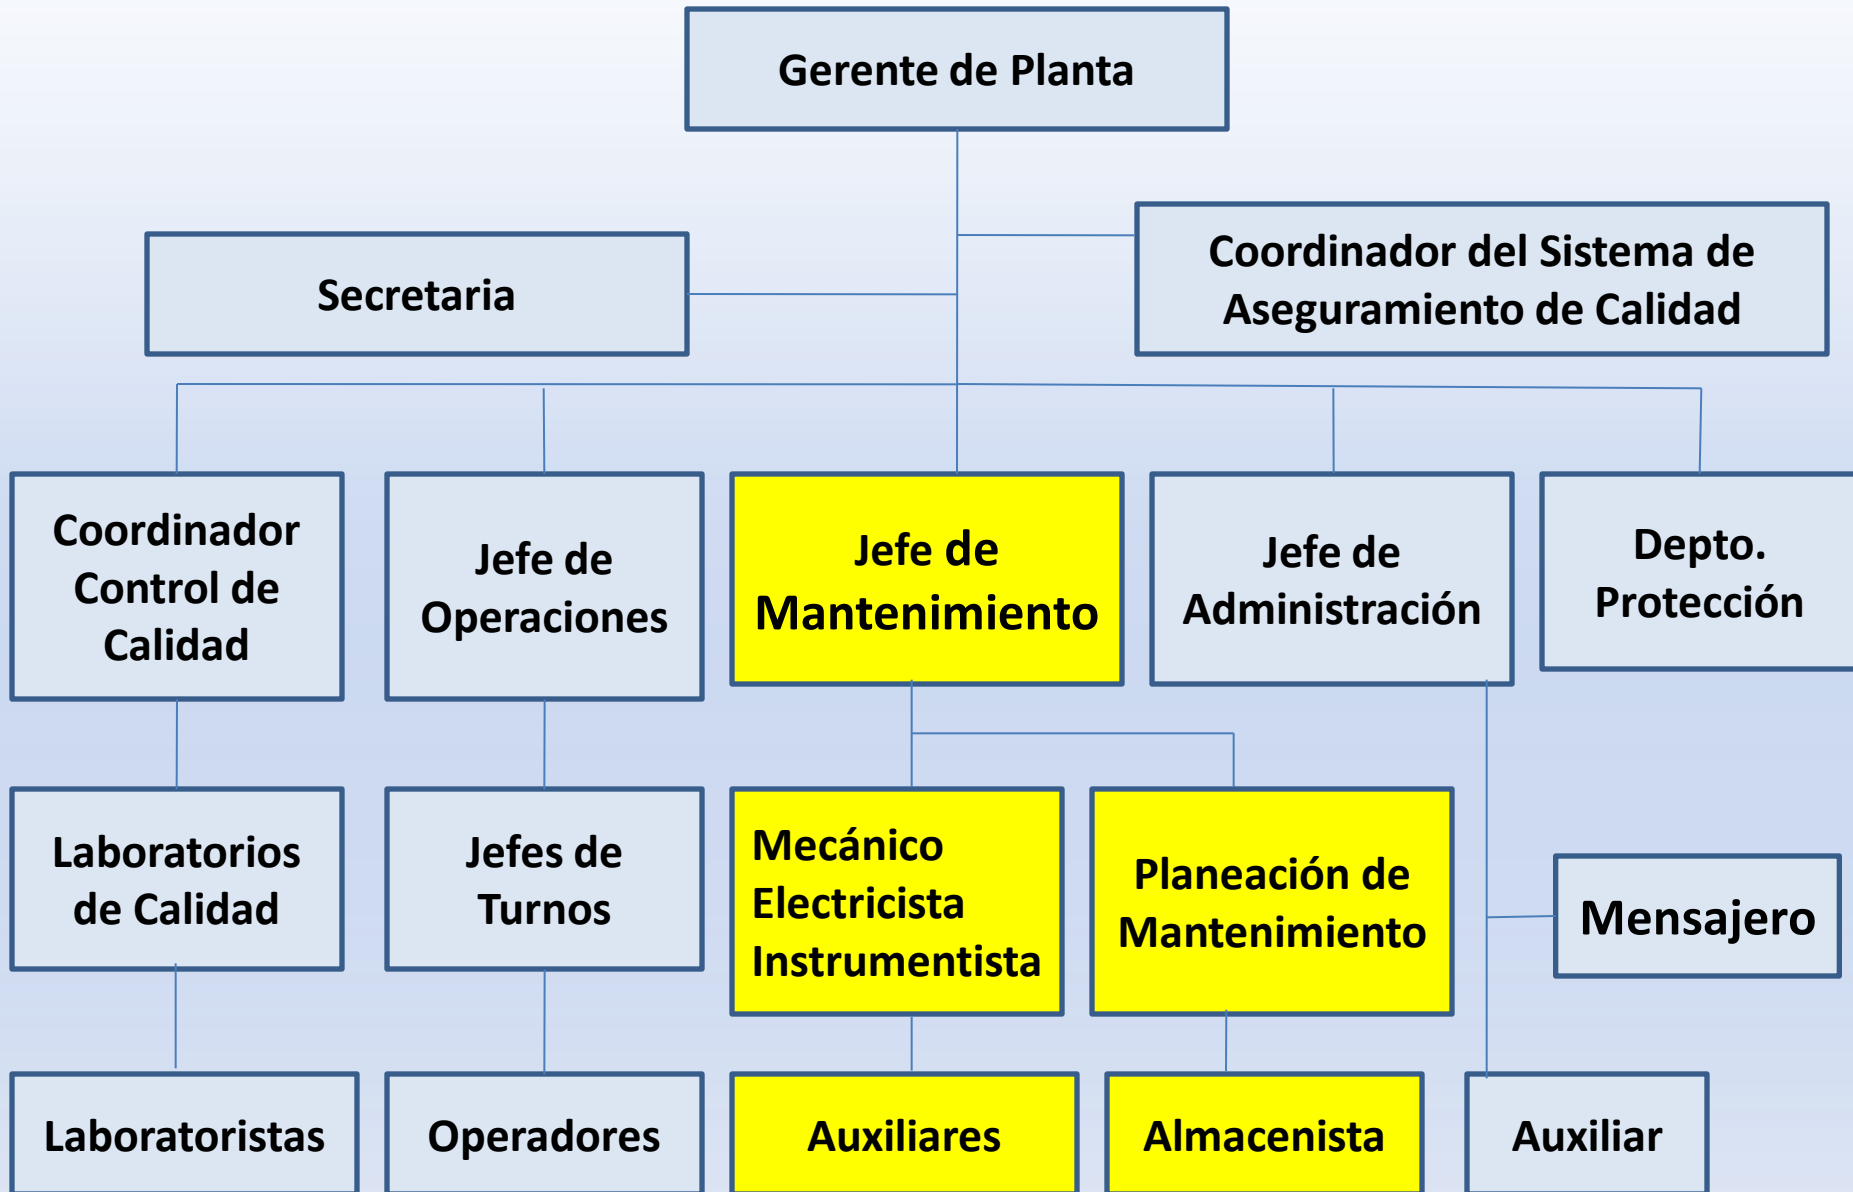 Gerente de Planta
Secretaria
Coordinador del Sistema de
Aseguramiento de Calidad
Coordinador
Control de
Calidad
Jefe de
Operaciones
Jefe de
Mantenimiento
Jefe de
Administración
Depto.
Protección
Laboratorios
de Calidad
Jefes de
Turnos
Mecánico
Electricista
Instrumentista
Planeación de
Mantenimiento
Mensajero
Laboratoristas
Operadores
Auxiliares
Almacenista
Auxiliar